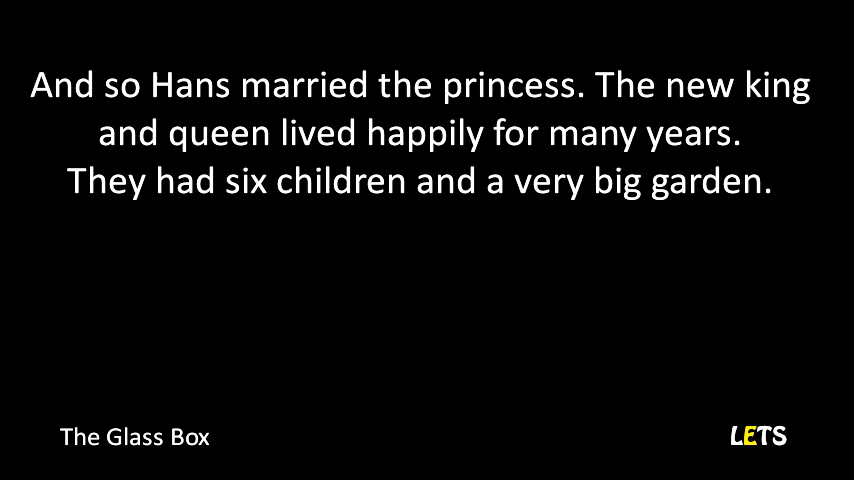 And so Hans married the princess. The new king
and queen lived happily for many years.
They had six children and a very big garden.
The Glass Box
LETS